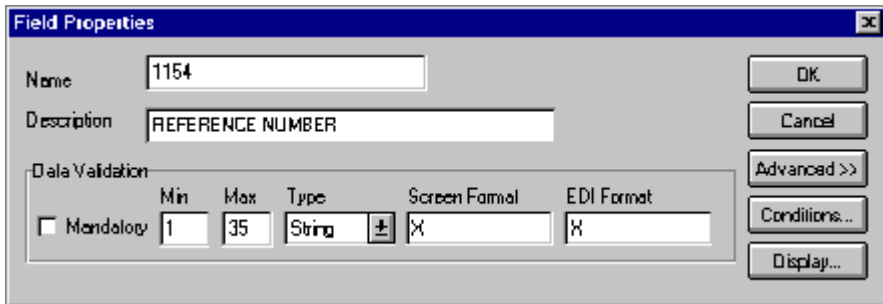 Field Properties
Name 1154 OK
Description REFERENCE NUMBER Cancel
Data Validation Advanced >>
Min Max Type Screen Format EDI Format
Mandatory 1 35 String X X Conditions...
Display...